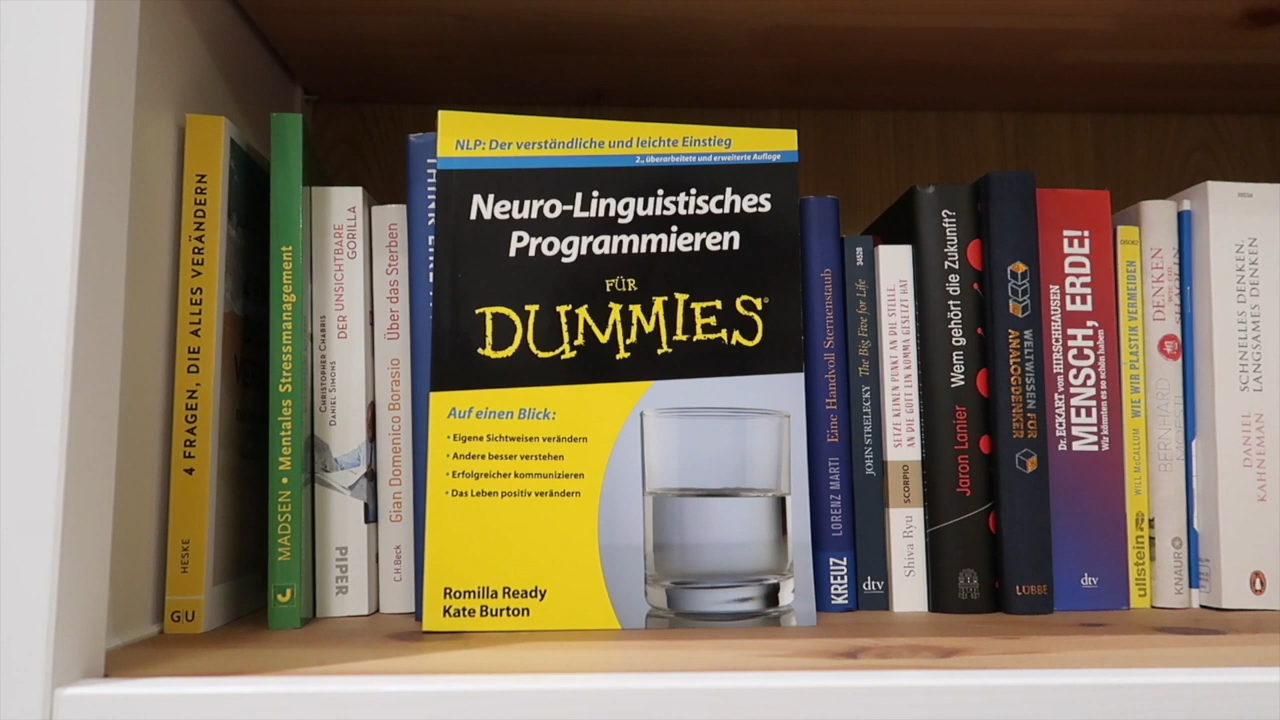 4 FRAGEN, DIE ALLES VERÄNDERN
HESKE
G|U
MADSEN • Mentales Stressmanagement
CHRISTOPHER CHABRIS
DANIEL SIMONS
DER UNSICHTBARE
GORILLA
PIPER
Gian Domenico Borasio Über das Sterben
C.H.Beck
NLP: Der verständliche und leichte Einstieg
2., überarbeitete und erweiterte Auflage
Neuro-Linguistisches
Programmieren
FÜR
DUMMIES®
Auf einen Blick:
• Eigene Sichtweisen verändern
• Andere besser verstehen
• Erfolgreicher kommunizieren
• Das Leben positiv verändern
Romilla Ready
Kate Burton
KREUZ LORENZ MARTI Eine Handvoll Sternenstaub
34528
JOHN STRELECKY The Big Five for Life
dtv
SETZE KEINEN PUNKT AN DIE STELLE,
AN DIE GOTT EIN KOMMA GESETZT HAT
SCORPIO
Shiva Ryu
Jaron Lanier Wem gehört die Zukunft?
WELTWISSEN FÜR
ANALOGDENKER
LÜBBE
Dr. ECKART von HIRSCHHAUSEN
MENSCH, ERDE!
Wir könnten es so schön haben
dtv
ullstein WILL McCALLUM WIE WIR PLASTIK VERMEIDEN
BERNHARD
DENKEN
KNAUR
DANIEL
KAHNEMAN
SCHNELLES DENKEN,
LANGSAMES DENKEN